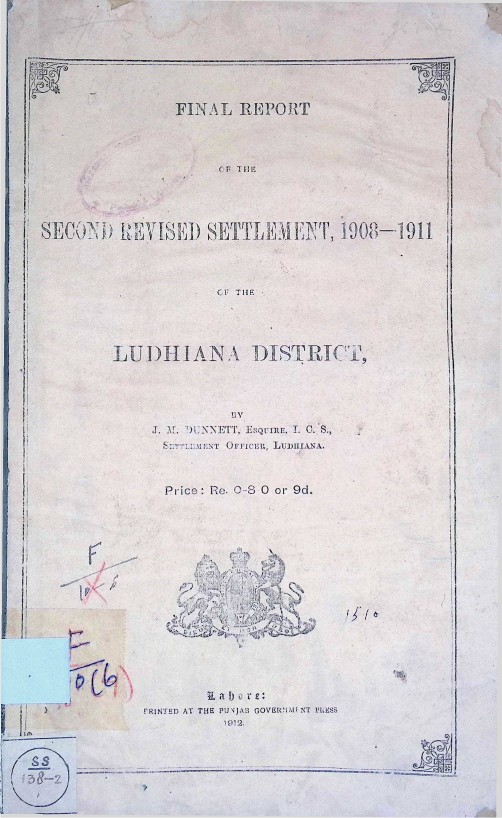 FINAL REPORT
OF THE
SECOND REVISED SETTLEMENT, 1908—1911
OF THE
LUDHIANA DISTRICT,
BY
J. M. DUNNETT, ESQUIRE, I. C. S.,
SETTLEMENT OFFICER, LUDHIANA.
Price: Re. 0-8 0 or 9d.
F
1510
F
Lahore:
PRINTED AT THE PUNJAB GOVERNMENT PRESS
1912.
SS
138—2